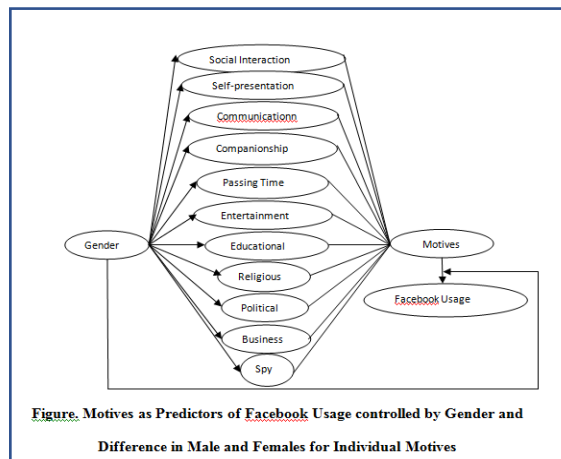 Social Interaction
Self-presentation
Communicationn
Companionship
Passing Time
Entertainment
Gender
Educational
Motives
Religious
Political
Facebook Usage
Business
Spy
Figure. Motives as Predictors of Facebook Usage controlled by Gender and
Difference in Male and Females for Individual Motives